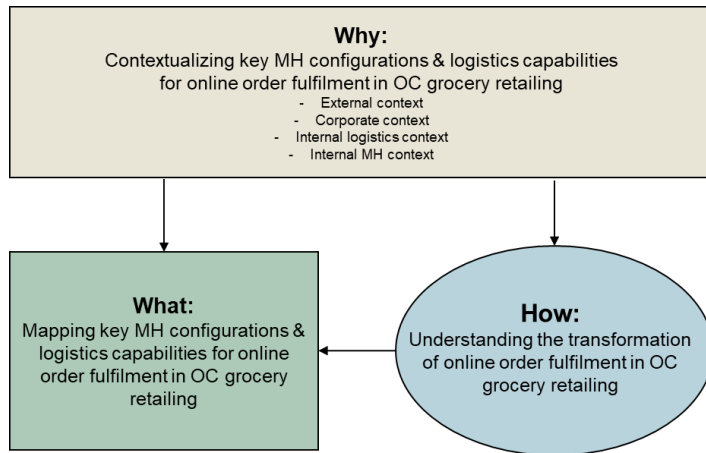 Why:
Contextualizing key MH configurations & logistics capabilities
for online order fulfilment in OC grocery retailing
- External context
- Corporate context
- Internal logistics context
- Internal MH context
What:
Mapping key MH configurations &
logistics capabilities for online
order fulfilment in OC grocery
retailing
How:
Understanding the transformation
of online order fulfilment in OC
grocery retailing